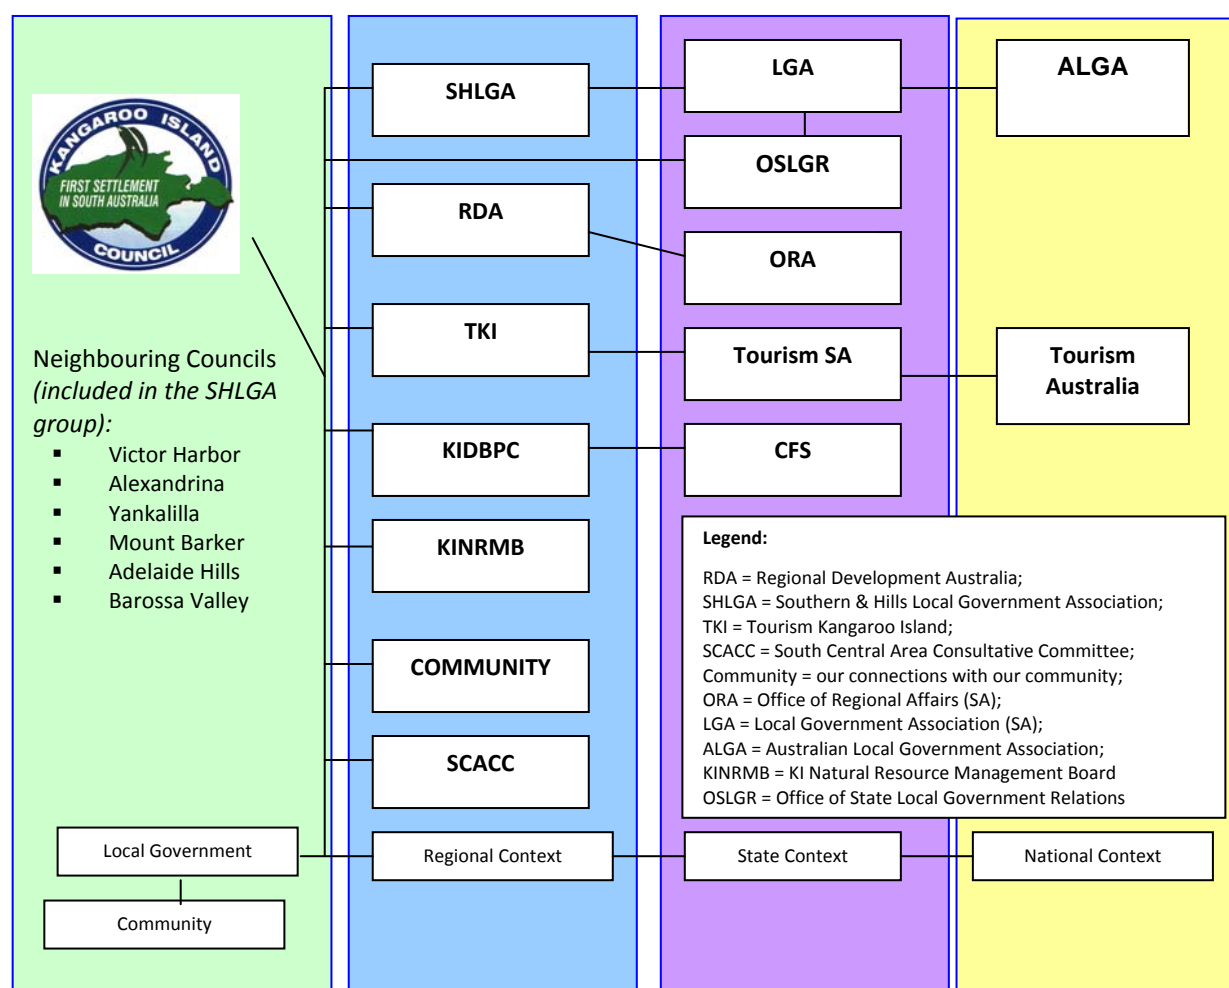 KANGAROO ISLAND
FIRST SETTLEMENT
IN SOUTH AUSTRALIA
COUNCIL
Neighbouring Councils
(included in the SHLGA
group):
▪ Victor Harbor
▪ Alexandrina
▪ Yankalilla
▪ Mount Barker
▪ Adelaide Hills
▪ Barossa Valley
Local Government
Community
SHLGA
RDA
TKI
KIDBPC
KINRMB
COMMUNITY
SCACC
Regional Context
LGA
OSLGR
ORA
Tourism SA
CFS
State Context
ALGA
Tourism
Australia
Legend:
RDA = Regional Development Australia;
SHLGA = Southern & Hills Local Government Association;
TKI = Tourism Kangaroo Island;
SCACC = South Central Area Consultative Committee;
Community = our connections with our community;
ORA = Office of Regional Affairs (SA);
LGA = Local Government Association (SA);
ALGA = Australian Local Government Association;
KINRMB = KI Natural Resource Management Board
OSLGR = Office of State Local Government Relations
National Context